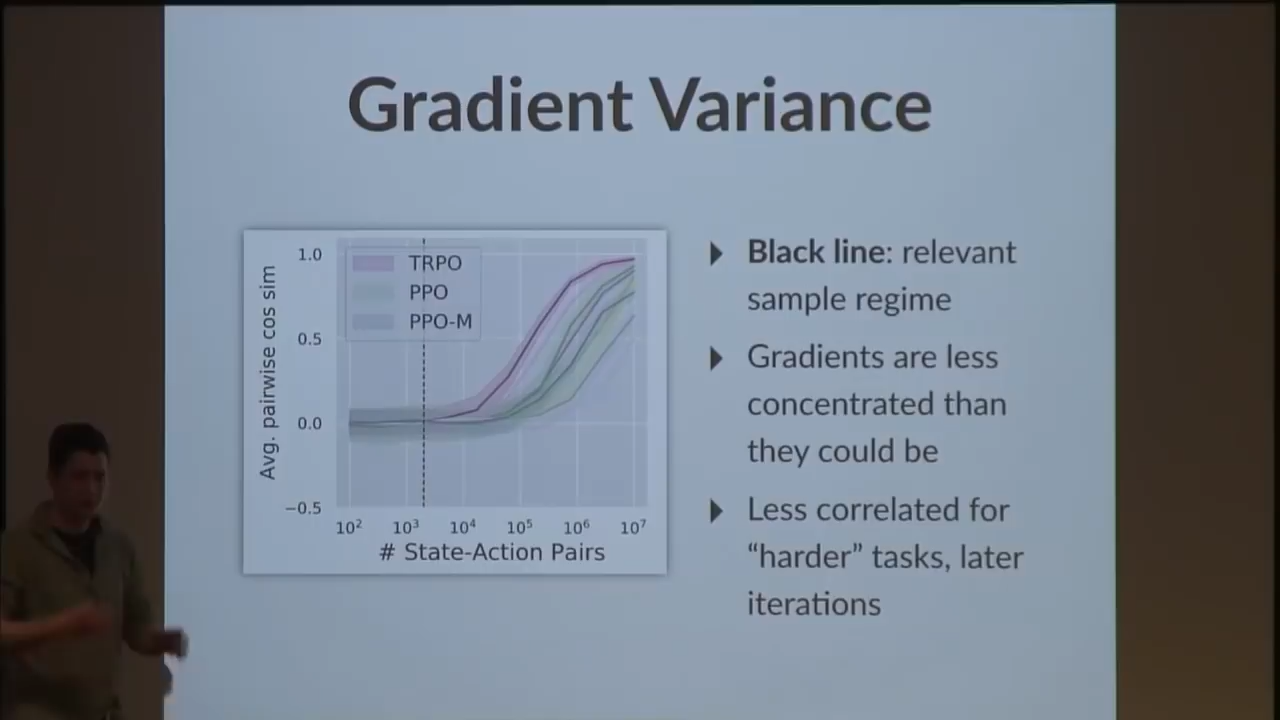 Gradient Variance
Avg. pairwise cos sim
1.0
0.5
0.0
−0.5
TRPO
PPO
PPO-M
10² 10³ 10⁴ 10⁵ 10⁶ 10⁷
# State-Action Pairs
Black line: relevant
sample regime
Gradients are less
concentrated than
they could be
Less correlated for
“harder” tasks, later
iterations